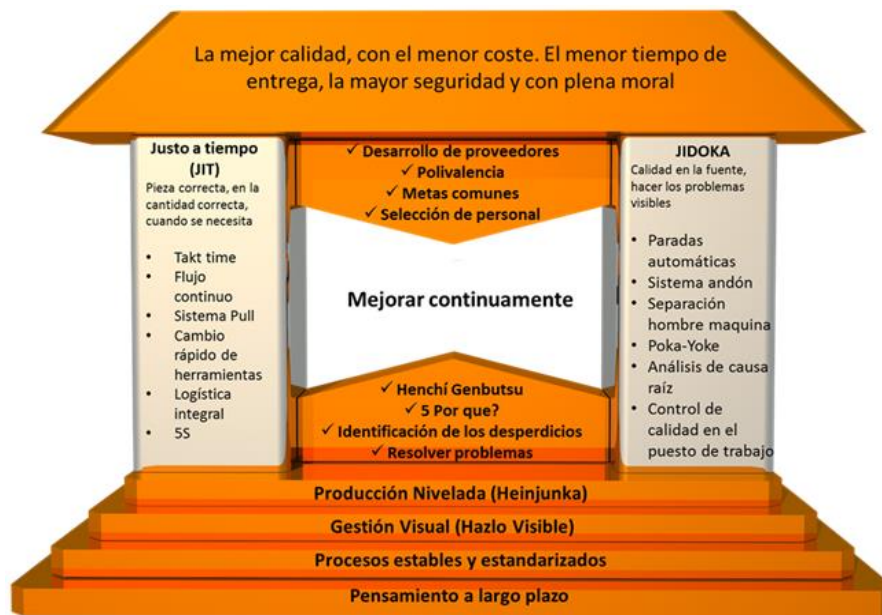 La mejor calidad, con el menor coste. El menor tiempo de
entrega, la mayor seguridad y con plena moral
Justo a tiempo
(JIT)
Pieza correcta, en la
cantidad correcta,
cuando se necesita
• Takt time
• Flujo
continuo
• Sistema Pull
• Cambio
rápido de
herramientas
• Logística
integral
• 5S
✓ Desarrollo de proveedores
✓ Polivalencia
✓ Metas comunes
✓ Selección de personal
Mejorar continuamente
✓ Henchí Genbutsu
✓ 5 Por que?
✓ Identificación de los desperdicios
✓ Resolver problemas
JIDOKA
Calidad en la fuente,
hacer los problemas
visibles
• Paradas
automáticas
• Sistema andón
• Separación
hombre maquina
• Poka-Yoke
• Análisis de causa
raíz
• Control de
calidad en el
puesto de trabajo
Producción Nivelada (Heinjunka)
Gestión Visual (Hazlo Visible)
Procesos estables y estandarizados
Pensamiento a largo plazo